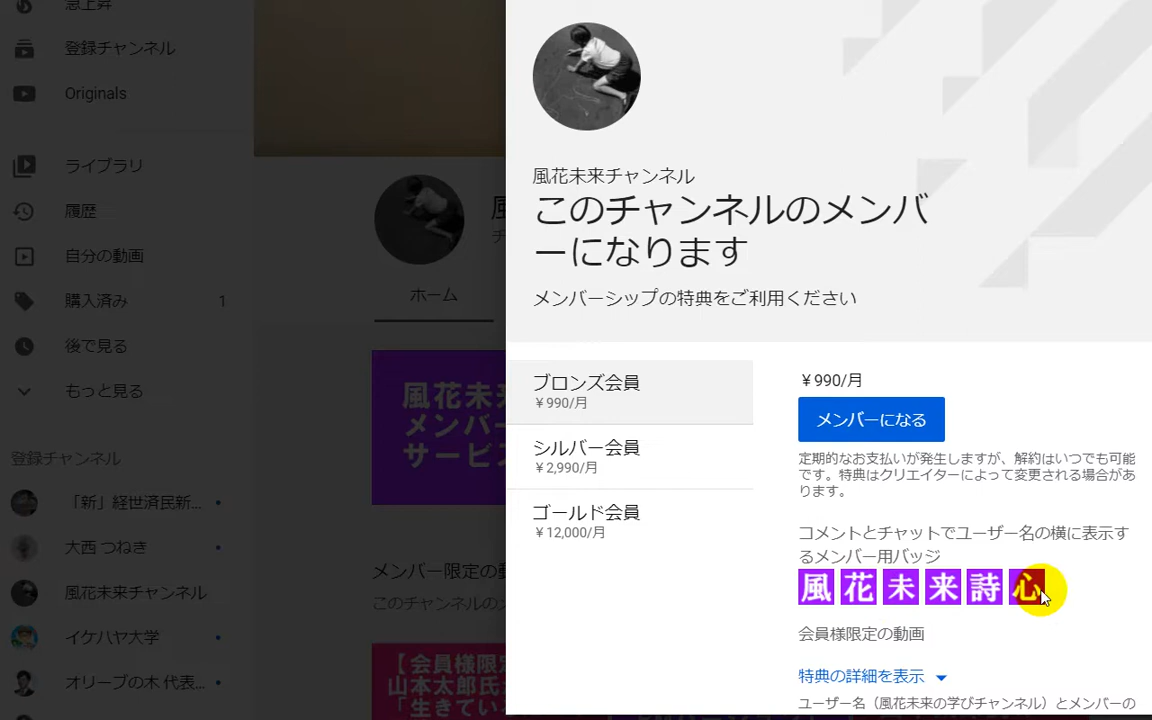 急上昇
登録チャンネル
Originals
ライブラリ
履歴
自分の動画
購入済み 1
後で見る
もっと見る
登録チャンネル
「新」経世済民新...
大西 つねき
風花未来チャンネル
イケハヤ大学
オリーブの木 代表...
ホーム
風花未来
メンバー
サービス
メンバー限定の動
このチャンネルのメ
【会員様限定
山本太郎氏が
「生きてい
風花未来チャンネル
このチャンネルのメンバ
ーになります
メンバーシップの特典をご利用ください
ブロンズ会員
￥990/月
シルバー会員
￥2,990/月
ゴールド会員
￥12,000/月
￥990/月
メンバーになる
定期的なお支払いが発生しますが、解約はいつでも可能
です。特典はクリエイターによって変更される場合があ
ります。
コメントとチャットでユーザー名の横に表示す
るメンバー用バッジ
風 花 未 来 詩 心
会員様限定の動画
特典の詳細を表示
ユーザー名（風花未来の学びチャンネル）とメンバーの